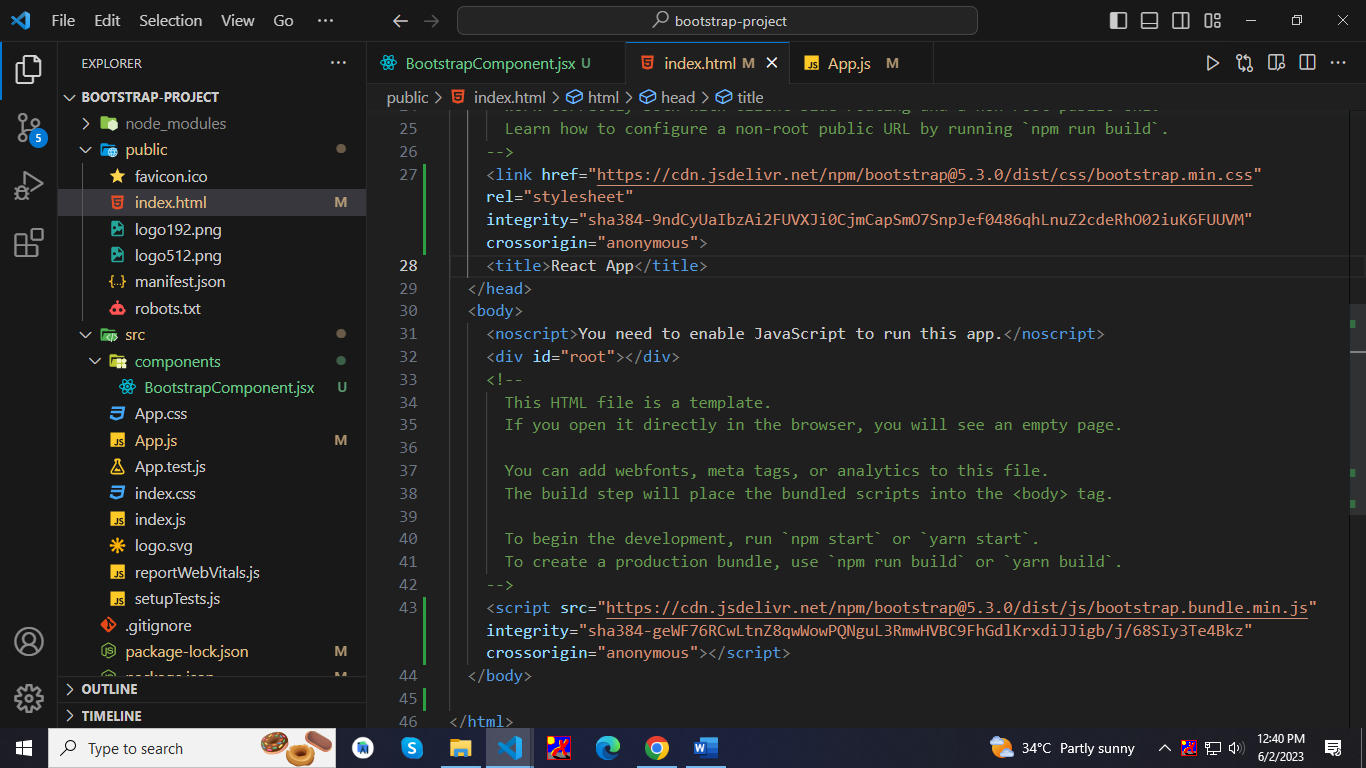 File Edit Selection View Go ···
bootstrap-project
EXPLORER ···
BootstrapComponent.jsx U
index.html M
App.js M
BOOTSTRAP-PROJECT
node_modules
public
favicon.ico
index.html M
logo192.png
logo512.png
manifest.json
robots.txt
src
components
BootstrapComponent.jsx U
App.css
App.js M
App.test.js
index.css
index.js
logo.svg
reportWebVitals.js
setupTests.js
.gitignore
package-lock.json M
OUTLINE
TIMELINE
5
public > index.html > html > head > title
25 Learn how to configure a non-root public URL by running `npm run build`.
26 -->
27 <link href="https://cdn.jsdelivr.net/npm/bootstrap@5.3.0/dist/css/bootstrap.min.css"
rel="stylesheet"
integrity="sha384-9ndCyUaIbzAi2FUVXJi0CjmCapSmO7SnpJef0486qhLnuZ2cdeRhO02iuK6FUUVM"
crossorigin="anonymous">
28 <title>React App</title>
29 </head>
30 <body>
31 <noscript>You need to enable JavaScript to run this app.</noscript>
32 <div id="root"></div>
33 <!--
34 This HTML file is a template.
35 If you open it directly in the browser, you will see an empty page.
36
37 You can add webfonts, meta tags, or analytics to this file.
38 The build step will place the bundled scripts into the <body> tag.
39
40 To begin the development, run `npm start` or `yarn start`.
41 To create a production bundle, use `npm run build` or `yarn build`.
42 -->
43 <script src="https://cdn.jsdelivr.net/npm/bootstrap@5.3.0/dist/js/bootstrap.bundle.min.js"
integrity="sha384-geWF76RCwLtnZ8qwWowPQNguL3RmwHVBC9FhGdlKrxdiJJigb/j/68SIy3Te4Bkz"
crossorigin="anonymous"></script>
44 </body>
45
46 </html>
Type to search
34°C Partly sunny
12:40 PM
6/2/2023